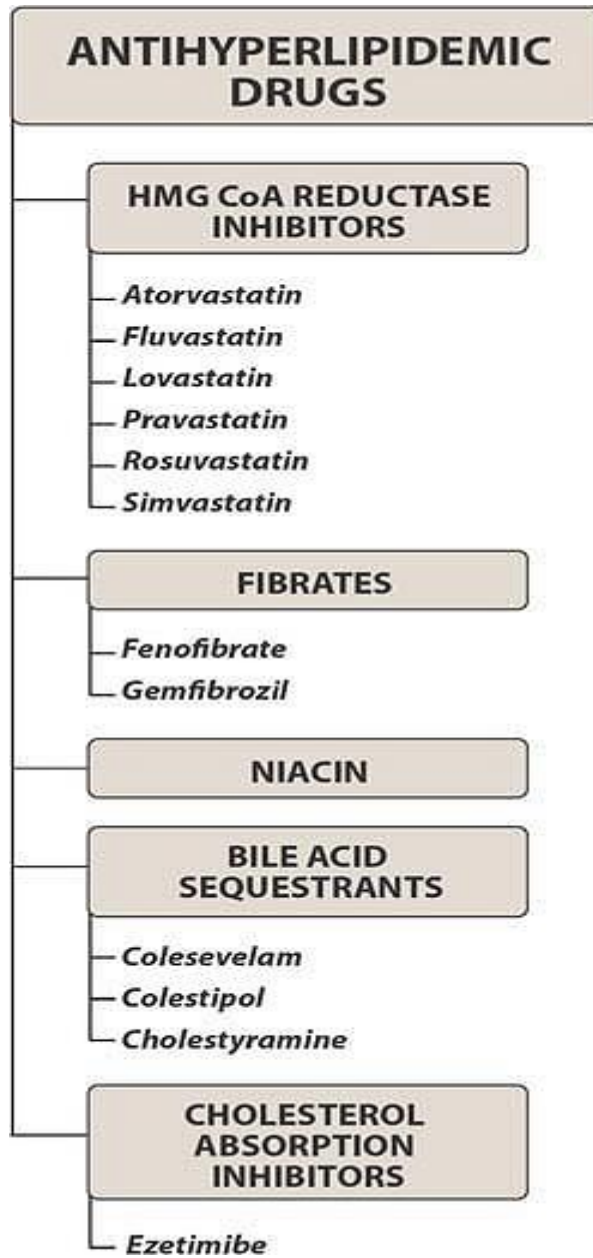 ANTIHYPERLIPIDEMIC
DRUGS
HMG CoA REDUCTASE
INHIBITORS
Atorvastatin
Fluvastatin
Lovastatin
Pravastatin
Rosuvastatin
Simvastatin
FIBRATES
Fenofibrate
Gemfibrozil
NIACIN
BILE ACID
SEQUESTRANTS
Colesevelam
Colestipol
Cholestyramine
CHOLESTEROL
ABSORPTION
INHIBITORS
Ezetimibe